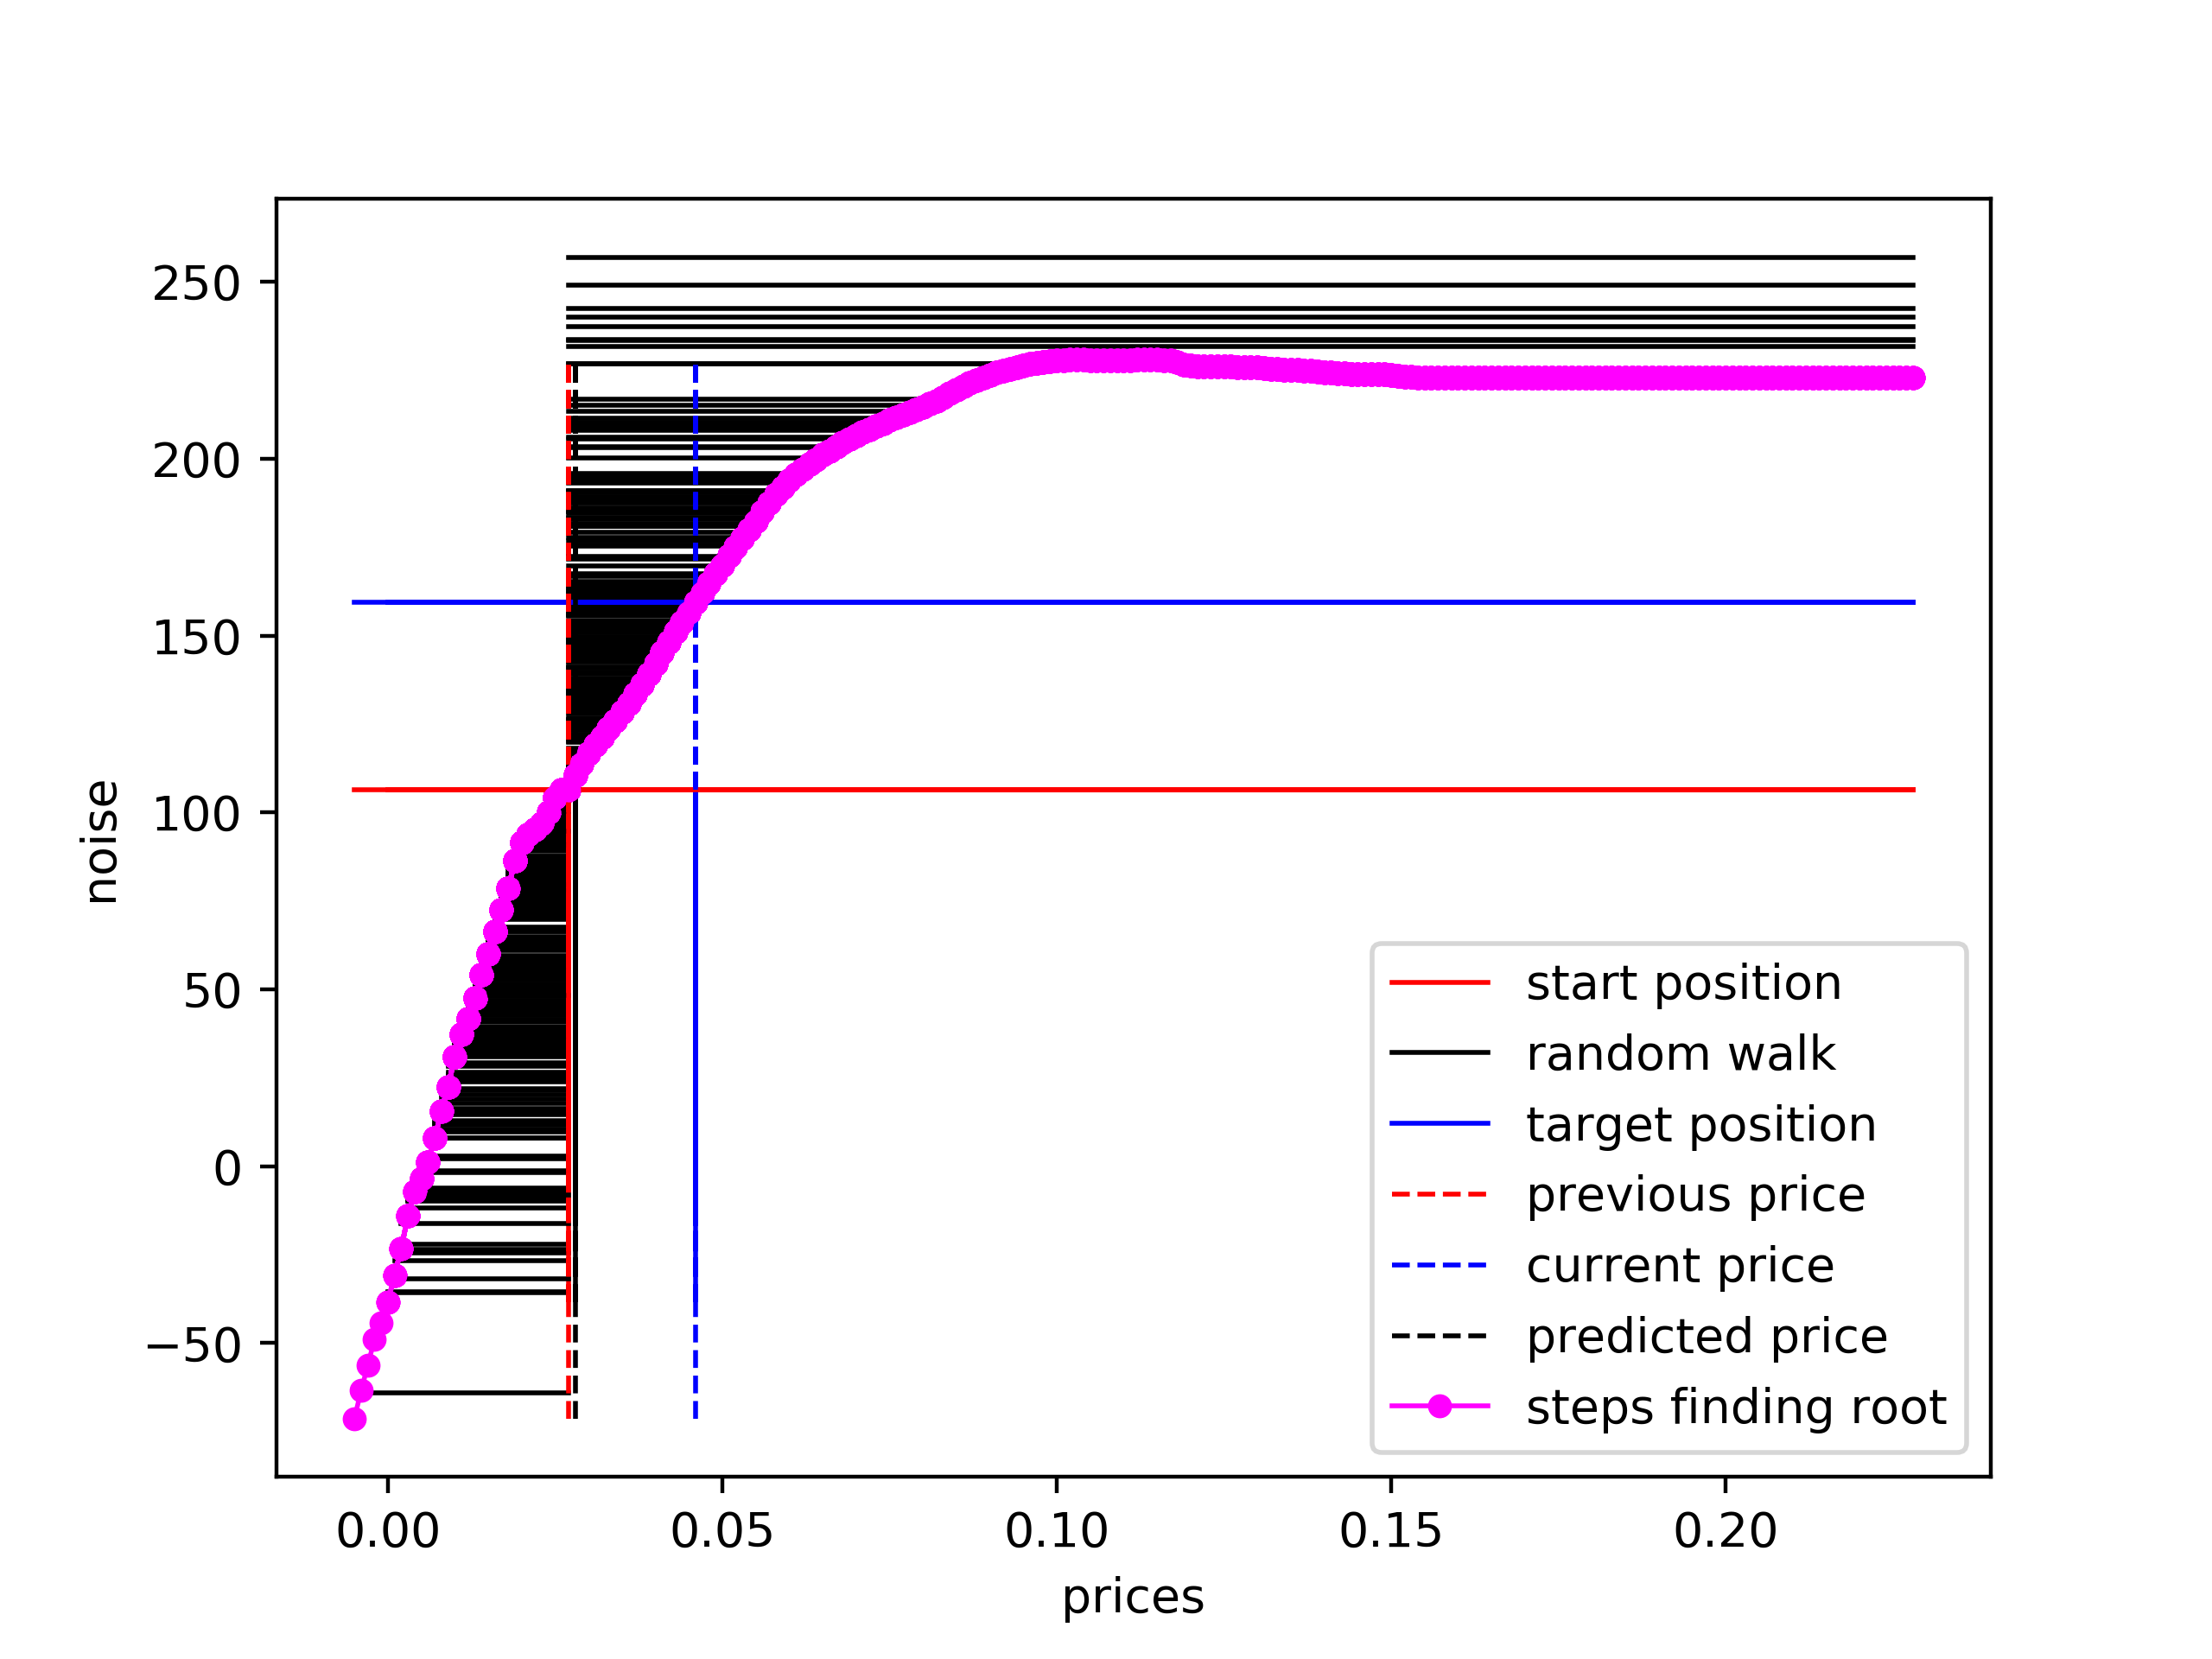 250
200
150
100
50
0
−50
noise
0.00 0.05 0.10 0.15 0.20
prices
start position
random walk
target position
previous price
current price
predicted price
steps finding root